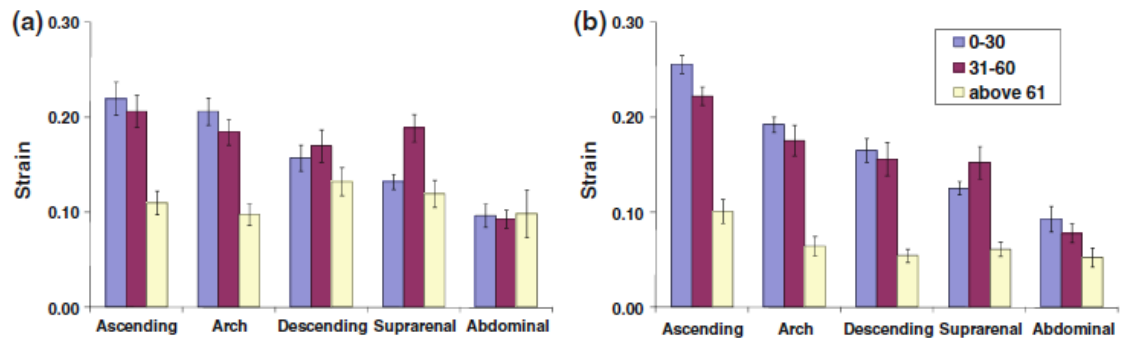 (a)
0.30
0.20
0.10
0.00
Strain
Ascending Arch Descending Suprarenal Abdominal
(b)
0.30
0.20
0.10
0.00
Strain
0-30
31-60
above 61
Ascending Arch Descending Suprarenal Abdominal